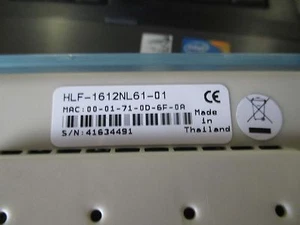 HLF-1612NL61-01
MAC:00-01-71-0D-6F-0A
S/N:41634491
CE
Made
in
Thailand